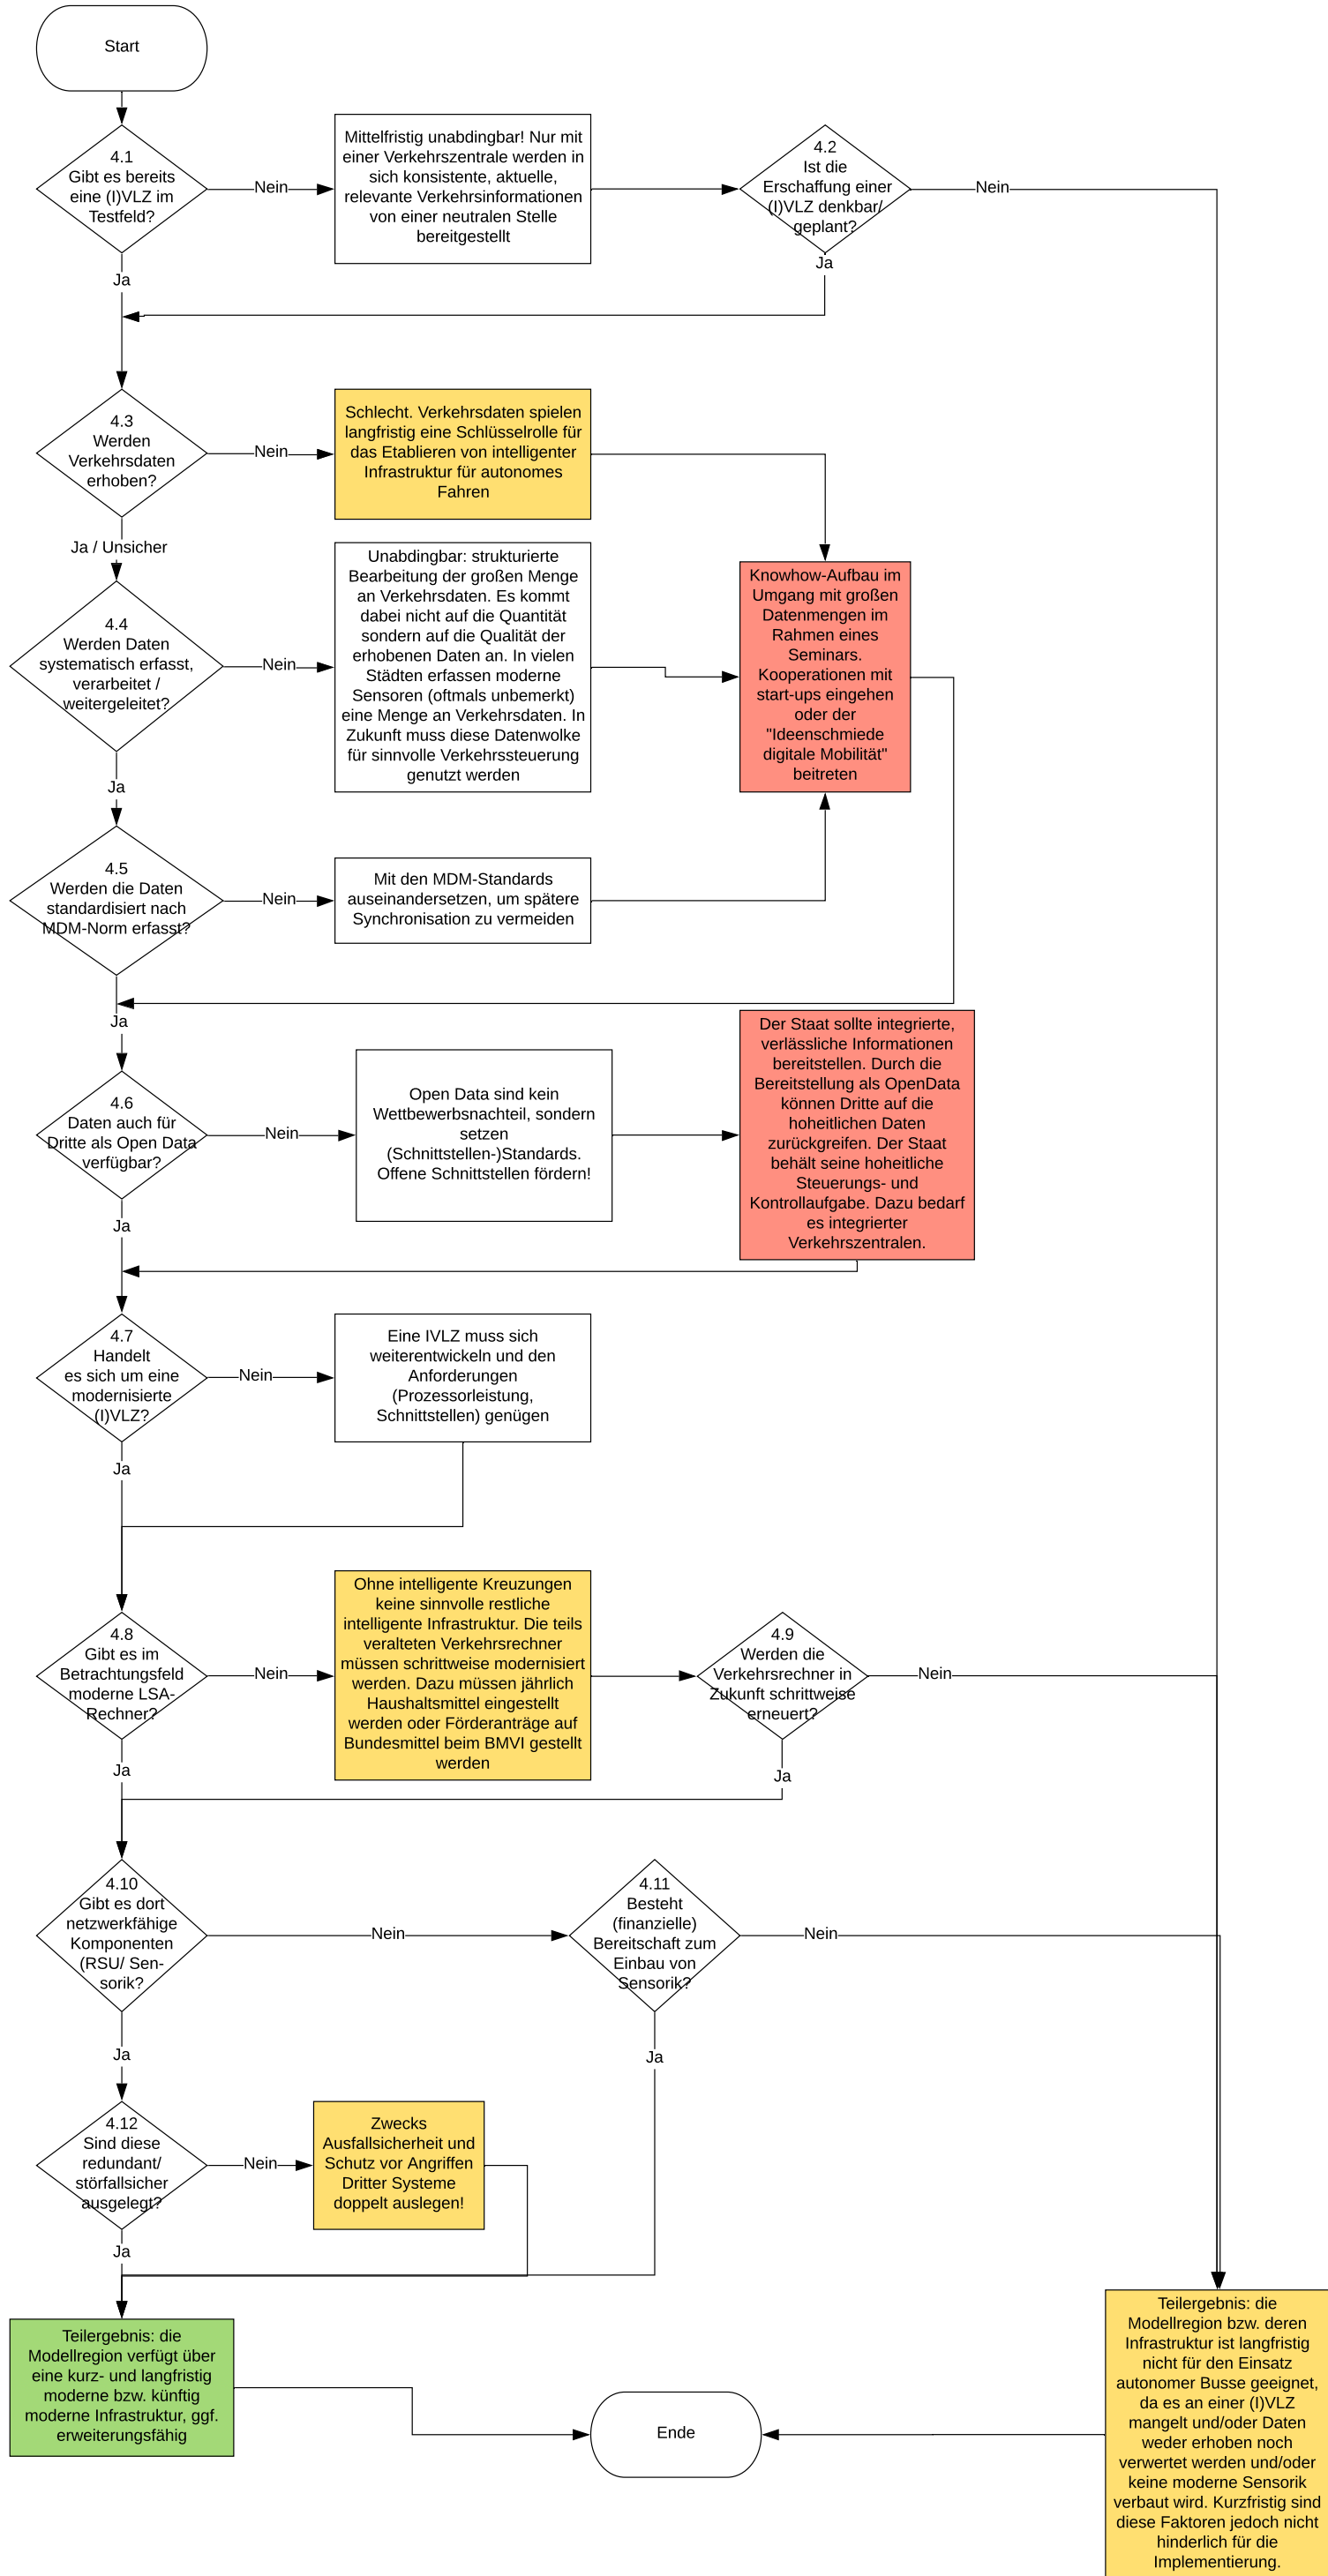 Start
4.1
Gibt es bereits
eine (I)VLZ im
Testfeld?
Nein
Mittelfristig unabdingbar! Nur mit
einer Verkehrszentrale werden in
sich konsistente, aktuelle,
relevante Verkehrsinformationen
von einer neutralen Stelle
bereitgestellt
4.2
Ist die
Erschaffung einer
(I)VLZ denkbar/
geplant?
Nein
Ja
Ja
4.3
Werden
Verkehrsdaten
erhoben?
Nein
Schlecht. Verkehrsdaten spielen
langfristig eine Schlüsselrolle für
das Etablieren von intelligenter
Infrastruktur für autonomes
Fahren
Ja / Unsicher
4.4
Werden Daten
systematisch erfasst,
verarbeitet /
weitergeleitet?
Nein
Unabdingbar: strukturierte
Bearbeitung der großen Menge
an Verkehrsdaten. Es kommt
dabei nicht auf die Quantität
sondern auf die Qualität der
erhobenen Daten an. In vielen
Städten erfassen moderne
Sensoren (oftmals unbemerkt)
eine Menge an Verkehrsdaten. In
Zukunft muss diese Datenwolke
für sinnvolle Verkehrssteuerung
genutzt werden
Knowhow-Aufbau im
Umgang mit großen
Datenmengen im
Rahmen eines
Seminars.
Kooperationen mit
start-ups eingehen
oder der
"Ideenschmiede
digitale Mobilität"
beitreten
Ja
4.5
Werden die Daten
standardisiert nach
MDM-Norm erfasst?
Nein
Mit den MDM-Standards
auseinandersetzen, um spätere
Synchronisation zu vermeiden
Ja
4.6
Daten auch für
Dritte als Open Data
verfügbar?
Nein
Open Data sind kein
Wettbewerbsnachteil, sondern
setzen
(Schnittstellen-)Standards.
Offene Schnittstellen fördern!
Der Staat sollte integrierte,
verlässliche Informationen
bereitstellen. Durch die
Bereitstellung als OpenData
können Dritte auf die
hoheitlichen Daten
zurückgreifen. Der Staat
behält seine hoheitliche
Steuerungs- und
Kontrollaufgabe. Dazu bedarf
es integrierter
Verkehrszentralen.
Ja
4.7
Handelt
es sich um eine
modernisierte
(I)VLZ?
Nein
Eine IVLZ muss sich
weiterentwickeln und den
Anforderungen
(Prozessorleistung,
Schnittstellen) genügen
Ja
4.8
Gibt es im
Betrachtungsfeld
moderne LSA-
Rechner?
Nein
Ohne intelligente Kreuzungen
keine sinnvolle restliche
intelligente Infrastruktur. Die teils
veralteten Verkehrsrechner
müssen schrittweise modernisiert
werden. Dazu müssen jährlich
Haushaltsmittel eingestellt
werden oder Förderanträge auf
Bundesmittel beim BMVI gestellt
werden
4.9
Werden die
Verkehrsrechner in
Zukunft schrittweise
erneuert?
Nein
Ja
Ja
4.10
Gibt es dort
netzwerkfähige
Komponenten
(RSU/ Sen-
sorik?
Nein
4.11
Besteht
(finanzielle)
Bereitschaft zum
Einbau von
Sensorik?
Nein
Ja
Ja
4.12
Sind diese
redundant/
störfallsicher
ausgelegt?
Nein
Zwecks
Ausfallsicherheit und
Schutz vor Angriffen
Dritter Systeme
doppelt auslegen!
Ja
Teilergebnis: die
Modellregion verfügt über
eine kurz- und langfristig
moderne bzw. künftig
moderne Infrastruktur, ggf.
erweiterungsfähig
Ende
Teilergebnis: die
Modellregion bzw. deren
Infrastruktur ist langfristig
nicht für den Einsatz
autonomer Busse geeignet,
da es an einer (I)VLZ
mangelt und/oder Daten
weder erhoben noch
verwertet werden und/oder
keine moderne Sensorik
verbaut wird. Kurzfristig sind
diese Faktoren jedoch nicht
hinderlich für die
Implementierung.